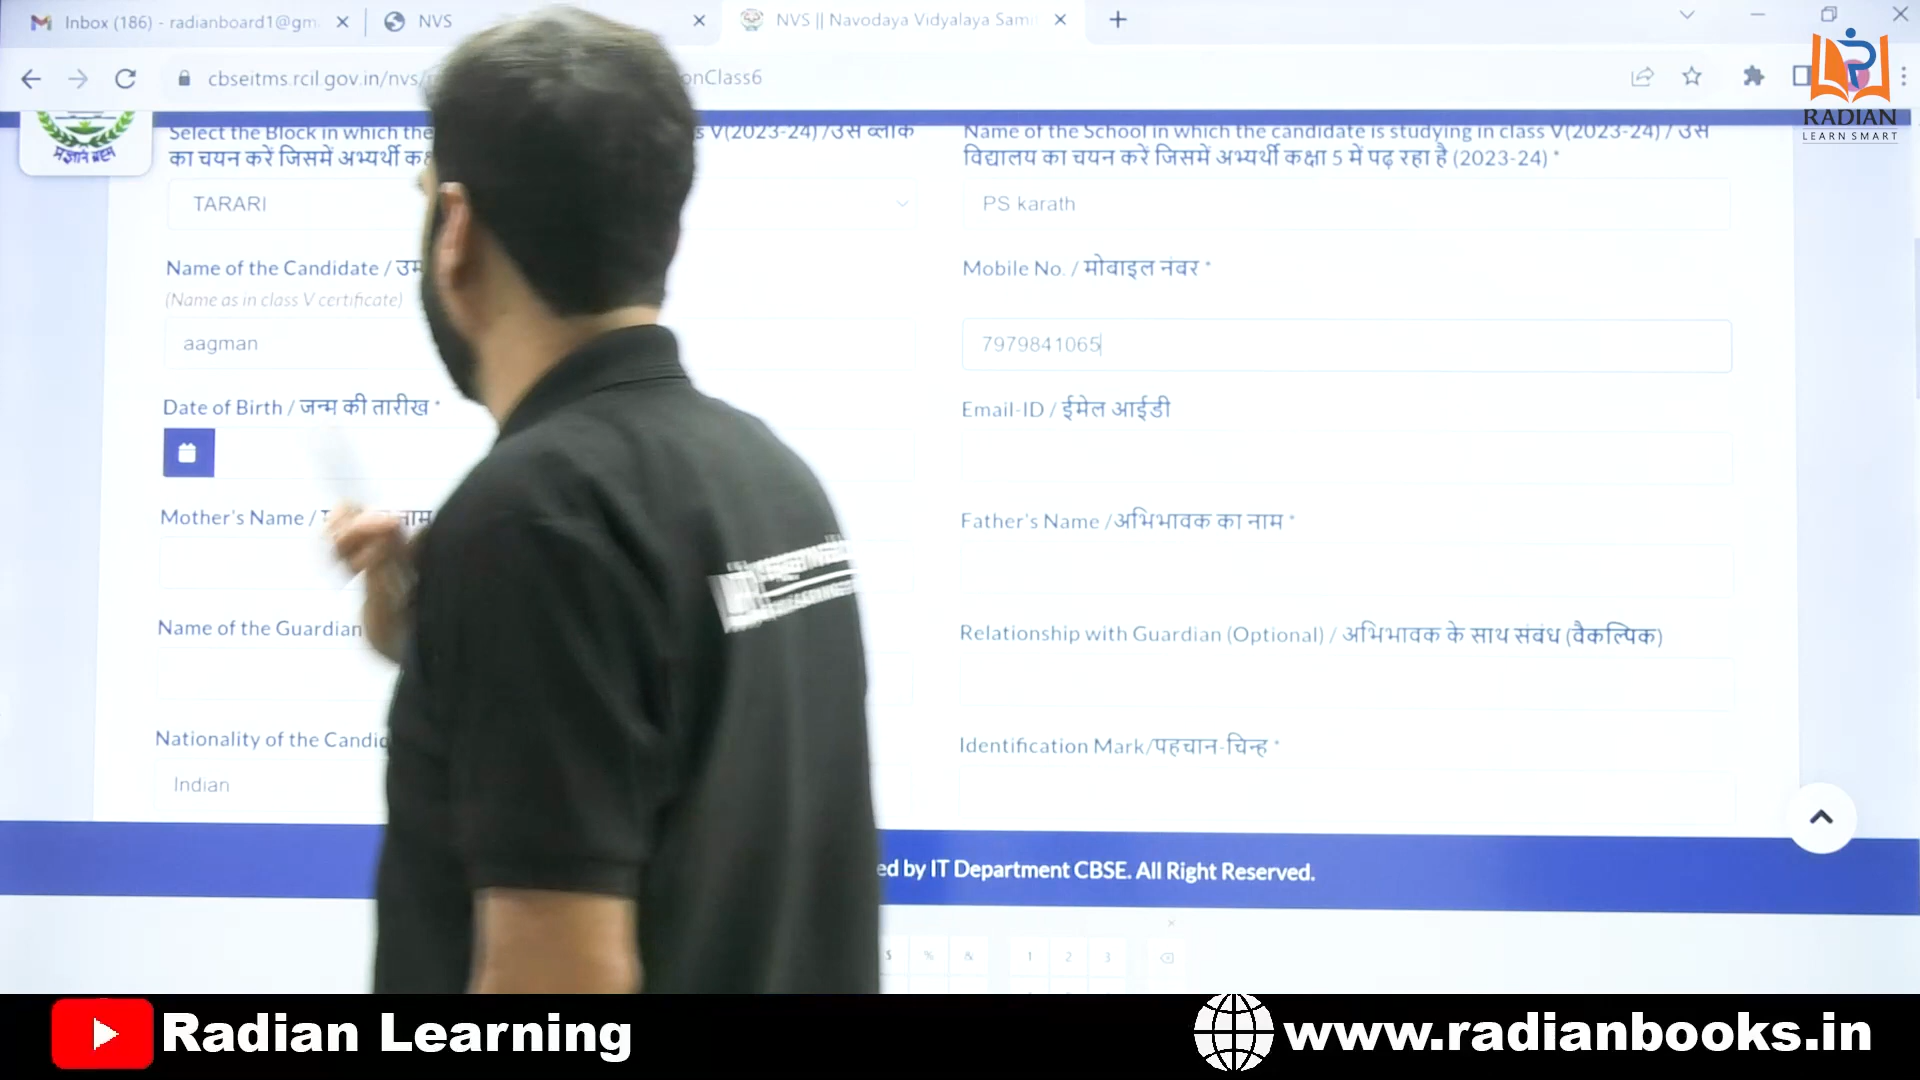 Inbox (186) - radianboard1@gm
NVS
NVS || Navodaya Vidyalaya Sami
cbseitms.rcil.gov.in/nvs/
onClass6
RADIAN
LEARN SMART
Select the Block in which the
s V(2023-24) /उस ब्लॉक
का चयन करें जिसमें अभ्यर्थी
Name of the School in which the candidate is studying in class V(2023-24) / उस
विद्यालय का चयन करें जिसमें अभ्यर्थी कक्षा 5 में पढ़ रहा है (2023-24) *
TARARI
PS karath
Name of the Candidate /
(Name as in class V certificate)
Mobile No. / मोबाइल नंबर *
aagman
7979841065
Date of Birth / जन्म की तारीख *
Email-ID / ईमेल आईडी
Mother's Name /
नाम
Father's Name /अभिभावक का नाम *
Name of the Guardian
Relationship with Guardian (Optional) / अभिभावक के साथ संबंध (वैकल्पिक)
Nationality of the Candid
Identification Mark/पहचान-चिन्ह *
Indian
ed by IT Department CBSE. All Right Reserved.
$ % & 1 2 3
Radian Learning
www.radianbooks.in